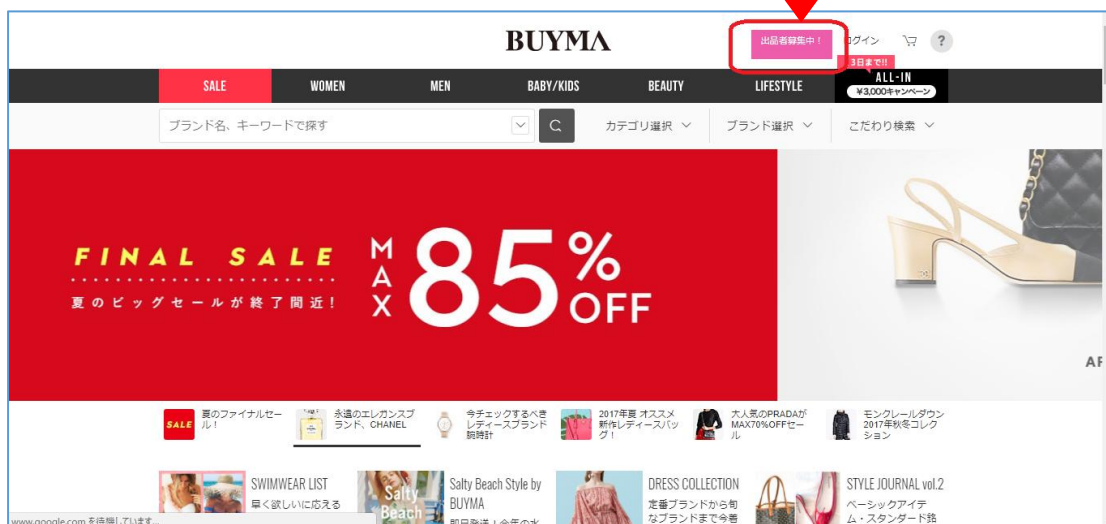 BUYMA
出品者募集中！
ログイン
?
3日まで!!
SALE
WOMEN
MEN
BABY/KIDS
BEAUTY
LIFESTYLE
ALL-IN
¥3,000キャンペーン
ブランド名、キーワードで探す
カテゴリ選択
ブランド選択
こだわり検索
FINAL SALE
夏のビッグセールが終了間近！
MAX
85%
OFF
SALE
夏のファイナルセー
ル！
永遠のエレガンスブ
ランド、CHANEL
今チェックするべき
レディースブランド
腕時計
2017年夏 オススメ
新作レディースバッ
グ！
大人気のPRADAが
MAX70%OFFセー
ル
モンクレールダウン
2017年秋冬コレク
ション
SWIMWEAR LIST
早く欲しいに応える
Salty
Beach
Salty Beach Style by
BUYMA
DRESS COLLECTION
定番ブランドから旬
なブランドまで今着
STYLE JOURNAL vol.2
ベーシックアイテ
ム・スタンダード銘
www.google.com を待機しています...